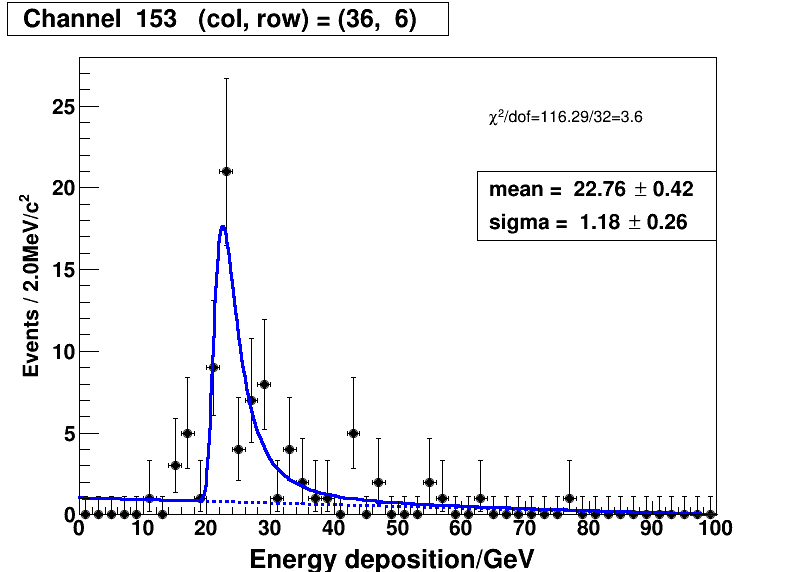 Channel 153 (col, row) = (36, 6)
χ²/dof=116.29/32=3.6
mean = 22.76 ± 0.42
sigma = 1.18 ± 0.26
Events / 2.0MeV/c²
25
20
15
10
5
0
0 10 20 30 40 50 60 70 80 90 100
Energy deposition/GeV